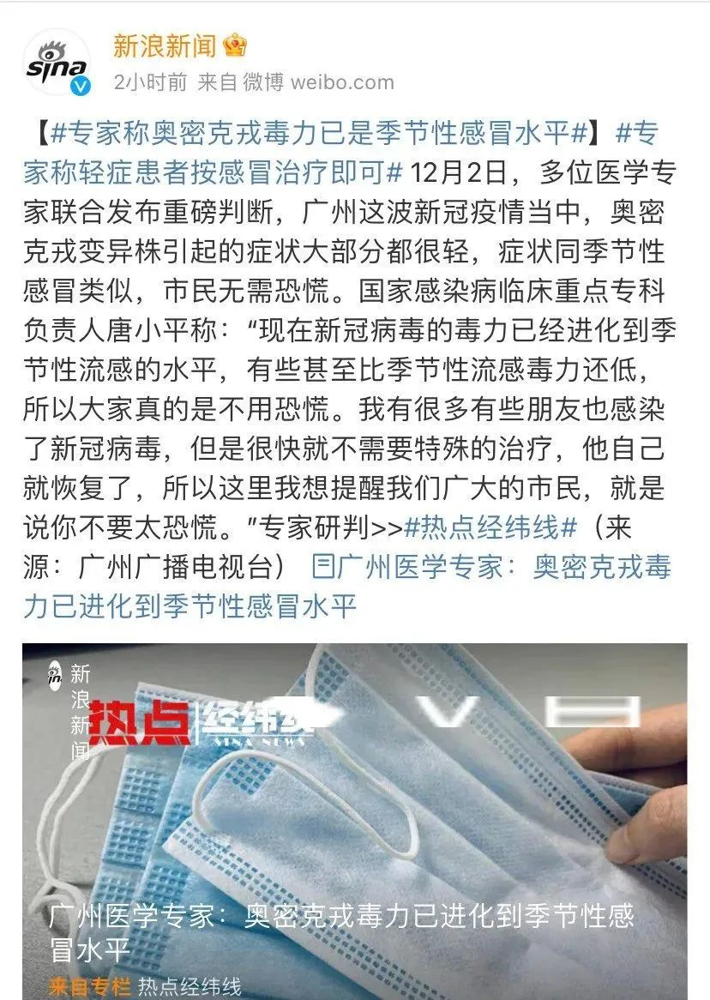 sina
新浪新闻
2小时前 来自 微博 weibo.com
【#专家称奥密克戎毒力已是季节性感冒水平#】#专
家称轻症患者按感冒治疗即可# 12月2日，多位医学专
家联合发布重磅判断，广州这波新冠疫情当中，奥密
克戎变异株引起的症状大部分都很轻，症状同季节性
感冒类似，市民无需恐慌。国家感染病临床重点专科
负责人唐小平称：“现在新冠病毒的毒力已经进化到季
节性流感的水平，有些甚至比季节性流感毒力还低，
所以大家真的是不用恐慌。我有很多有些朋友也感染
了新冠病毒，但是很快就不需要特殊的治疗，他自己
就恢复了，所以这里我想提醒我们广大的市民，就是
说你不要太恐慌。”专家研判>>#热点经纬线#（来
源：广州广播电视台） 广州医学专家：奥密克戎毒
力已进化到季节性感冒水平
新浪新闻
热点 经纬线
SINA NEWS
广州医学专家：奥密克戎毒力已进化到季节性感
冒水平
来自专栏 热点经纬线